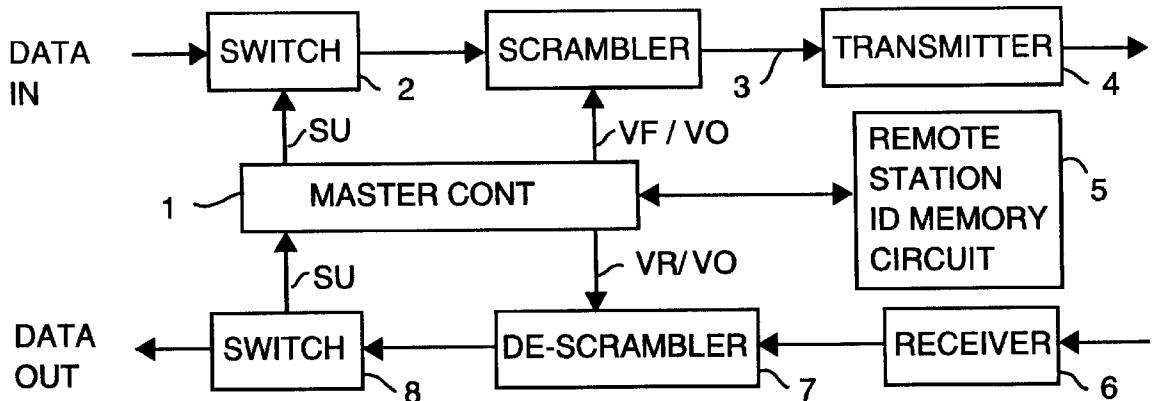 DATA IN
SWITCH
2
SCRAMBLER
3
TRANSMITTER
4
SU
VF / VO
1
MASTER CONT
REMOTE
STATION
ID MEMORY
CIRCUIT
5
SU
VR/ VO
DATA OUT
SWITCH
8
DE-SCRAMBLER
7
RECEIVER
6